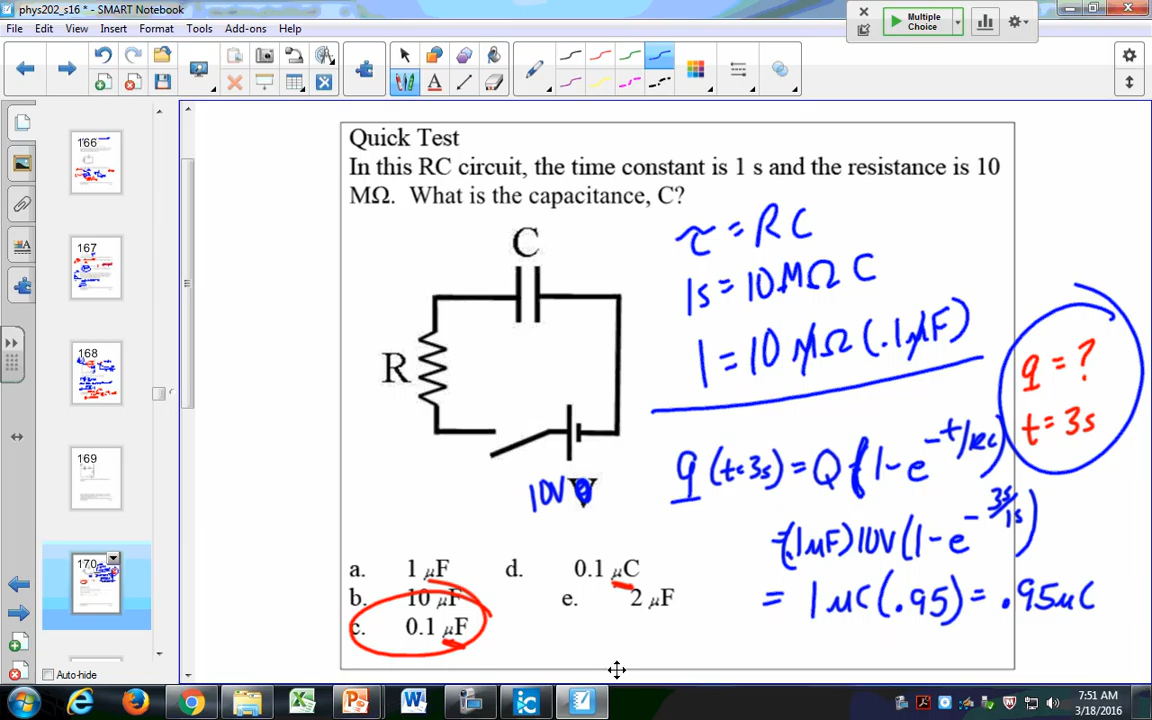 phys202_s16 * - SMART Notebook
Multiple Choice
File Edit View Insert Format Tools Add-ons Help
166
167
168
169
170
Auto-hide
Quick Test
In this RC circuit, the time constant is 1 s and the resistance is 10
MΩ. What is the capacitance, C?
C
R
10V
τ = RC
1s = 10MΩ C
1 = 10 MΩ (.1μF)
q = ?
t = 3s
q (t=3s) = Q (1 - e^-t/RC)
=(.1μF)10V(1 - e^-3s/1s)
= 1μC(.95) = .95μC
a. 1 μF d. 0.1 μC
b. 10 μF e. 2 μF
c. 0.1 μF
7:51 AM
3/18/2016